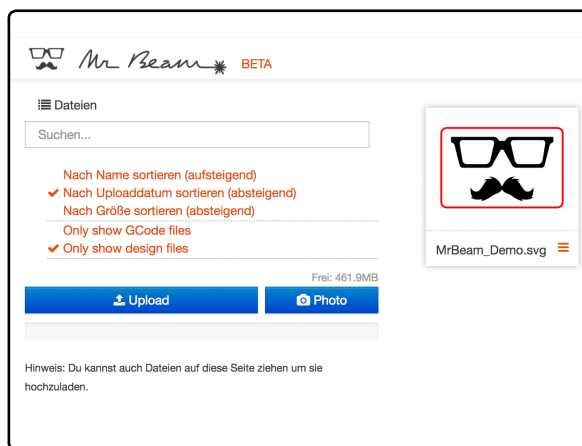 Mr Beam BETA
Dateien
Suchen...
Nach Name sortieren (aufsteigend)
Nach Uploaddatum sortieren (absteigend)
Nach Größe sortieren (absteigend)
Only show GCode files
Only show design files
Frei: 461.9MB
Upload
Photo
Hinweis: Du kannst auch Dateien auf diese Seite ziehen um sie
hochzuladen.
MrBeam_Demo.svg